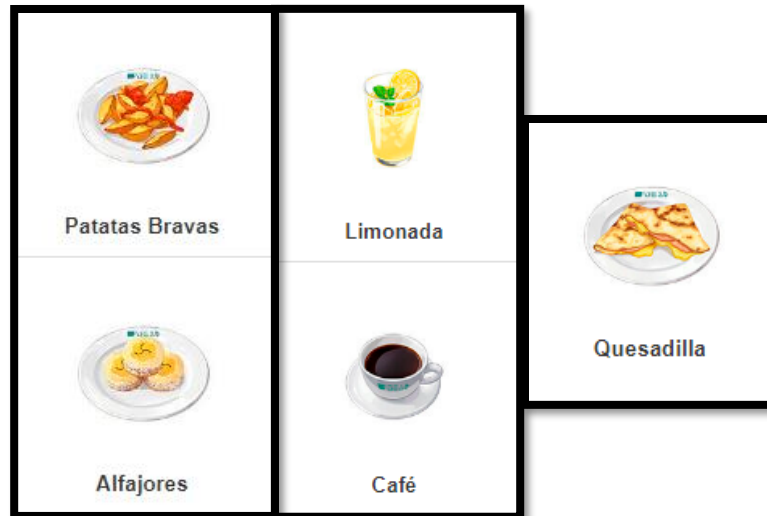 Patatas Bravas
Limonada
Quesadilla
Alfajores
Café